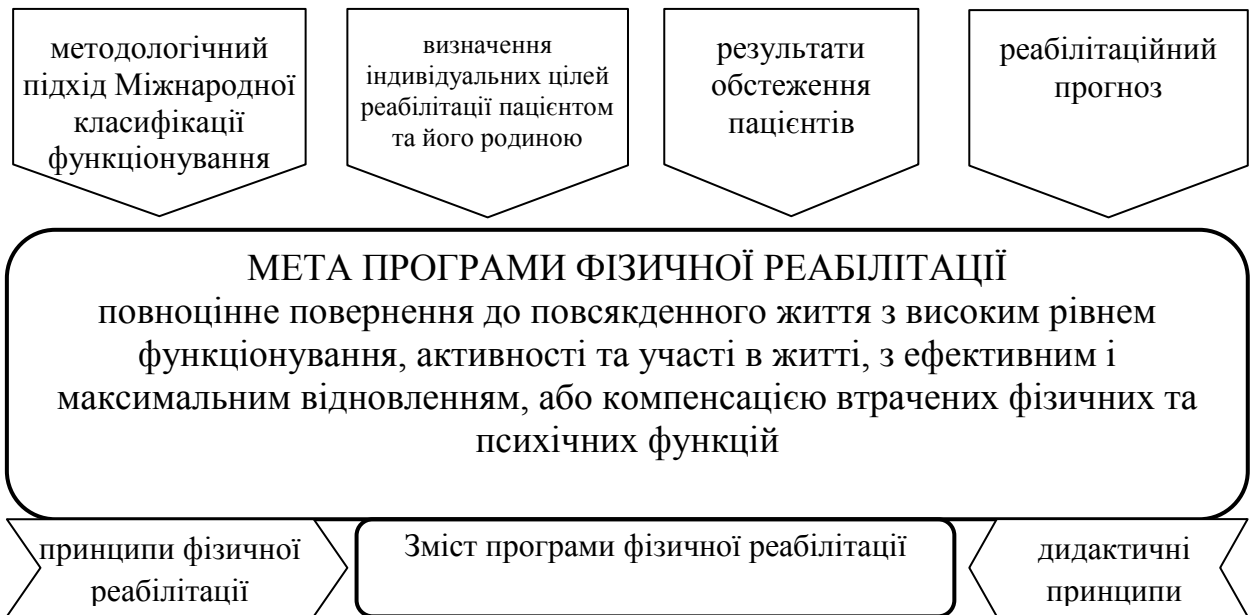 методологічний
підхід Міжнародної
класифікації
функціонування
визначення
індивідуальних цілей
реабілітації пацієнтом
та його родиною
результати
обстеження
пацієнтів
реабілітаційний
прогноз
МЕТА ПРОГРАМИ ФІЗИЧНОЇ РЕАБІЛІТАЦІЇ
повноцінне повернення до повсякденного життя з високим рівнем
функціонування, активності та участі в житті, з ефективним і
максимальним відновленням, або компенсацією втрачених фізичних та
психічних функцій
принципи фізичної
реабілітації
Зміст програми фізичної реабілітації
дидактичні
принципи